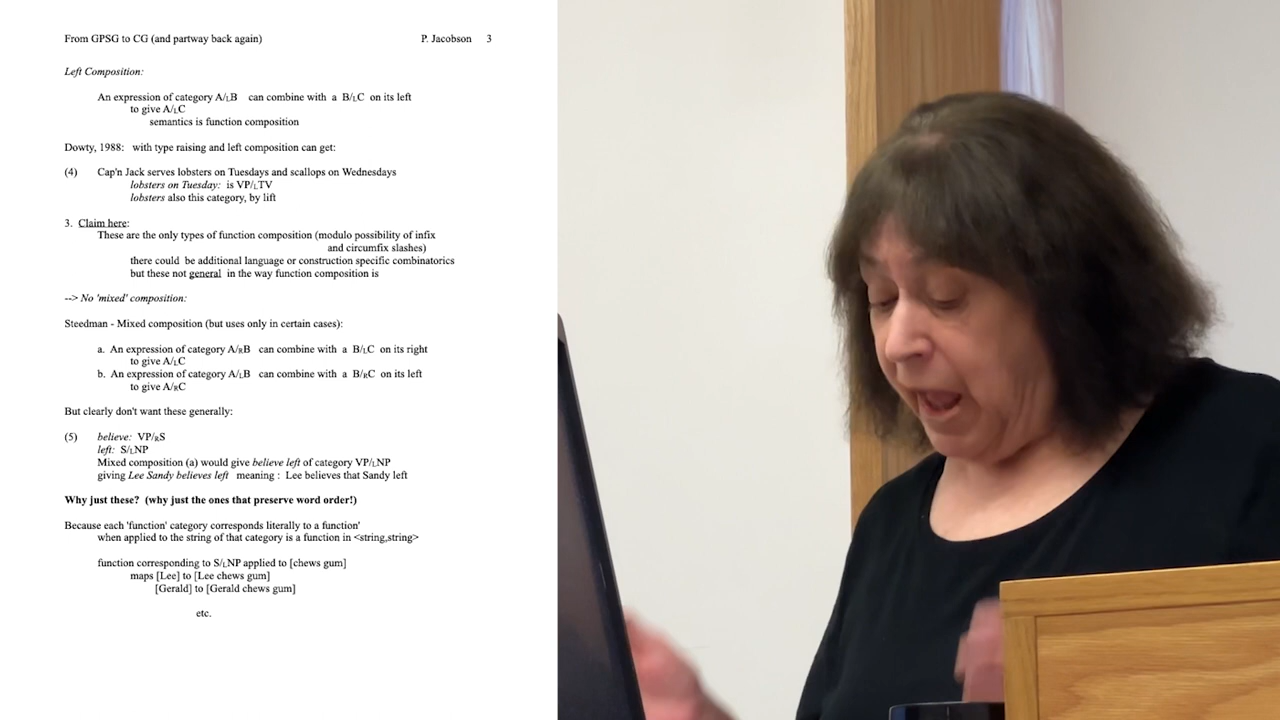 From GPSG to CG (and partway back again) P. Jacobson 3
Left Composition:
An expression of category A/LB can combine with a B/LC on its left
to give A/LC
semantics is function composition
Dowty, 1988: with type raising and left composition can get:
(4) Cap'n Jack serves lobsters on Tuesdays and scallops on Wednesdays
lobsters on Tuesday: is VP/LTV
lobsters also this category, by lift
3. Claim here:
These are the only types of function composition (modulo possibility of infix
and circumfix slashes)
there could be additional language or construction specific combinatorics
but these not general in the way function composition is
--> No 'mixed' composition:
Steedman - Mixed composition (but uses only in certain cases):
a. An expression of category A/RB can combine with a B/LC on its right
to give A/LC
b. An expression of category A/LB can combine with a B/RC on its left
to give A/RC
But clearly don't want these generally:
(5) believe: VP/RS
left: S/LNP
Mixed composition (a) would give believe left of category VP/LNP
giving Lee Sandy believes left meaning : Lee believes that Sandy left
Why just these? (why just the ones that preserve word order!)
Because each 'function' category corresponds literally to a function'
when applied to the string of that category is a function in <string,string>
function corresponding to S/LNP applied to [chews gum]
maps [Lee] to [Lee chews gum]
[Gerald] to [Gerald chews gum]
etc.